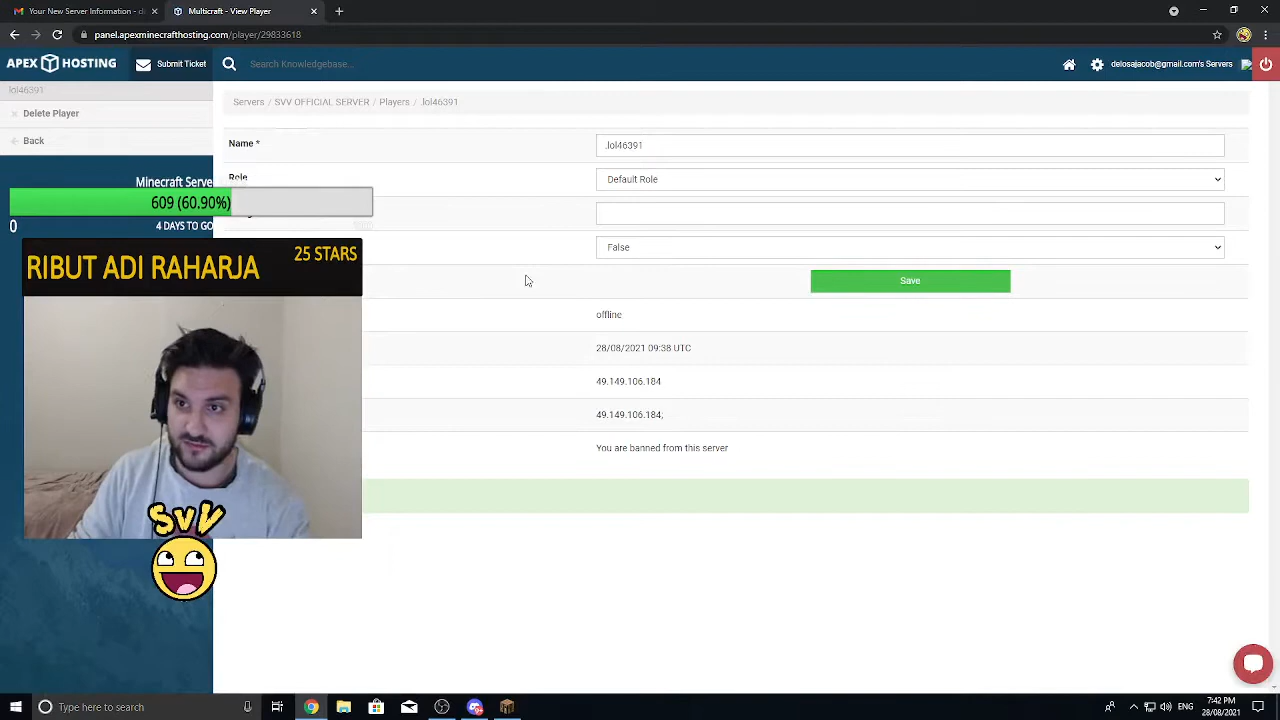 Your New Server Information - cl
Multicraft - View Player
panel.apexminecrafthosting.com/player/29833618
APEX HOSTING
Submit Ticket
Search Knowledgebase...
delosajacob@gmail.com's Servers
lol46391
Servers / SVV OFFICIAL SERVER / Players / .lol46391
Delete Player
Back
Name *
.lol46391
Role
Default Role
Minecraft Serve
609 (60.90%)
0
4 DAYS TO GO
False
RIBUT ADI RAHARJA
25 STARS
Save
offline
28/08/2021 09:38 UTC
49.149.106.184
49.149.106.184;
You are banned from this server
SVV
Type here to search
ENG
7:42 PM
28/08/2021